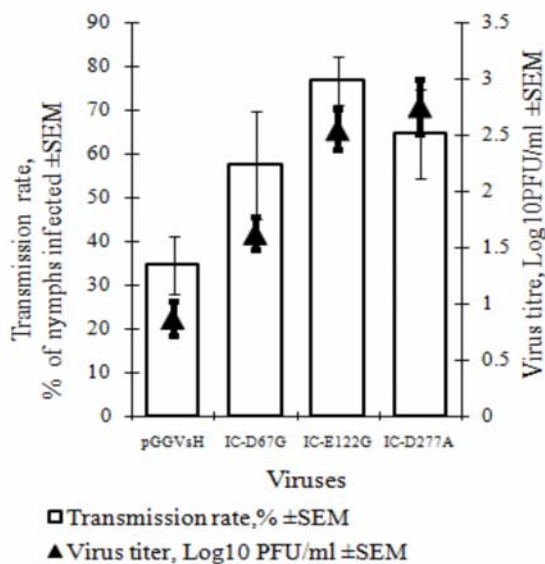 Transmission rate,
% of nymphs infected ±SEM
90
80
70
60
50
40
30
20
10
0
3.5
3
2.5
2
1.5
1
0.5
0
Virus titre, Log10PFU/ml ±SEM
pGGVsH IC-D67G IC-E122G IC-D277A
Viruses
Transmission rate,% ±SEM
Virus titer, Log10 PFU/ml ±SEM